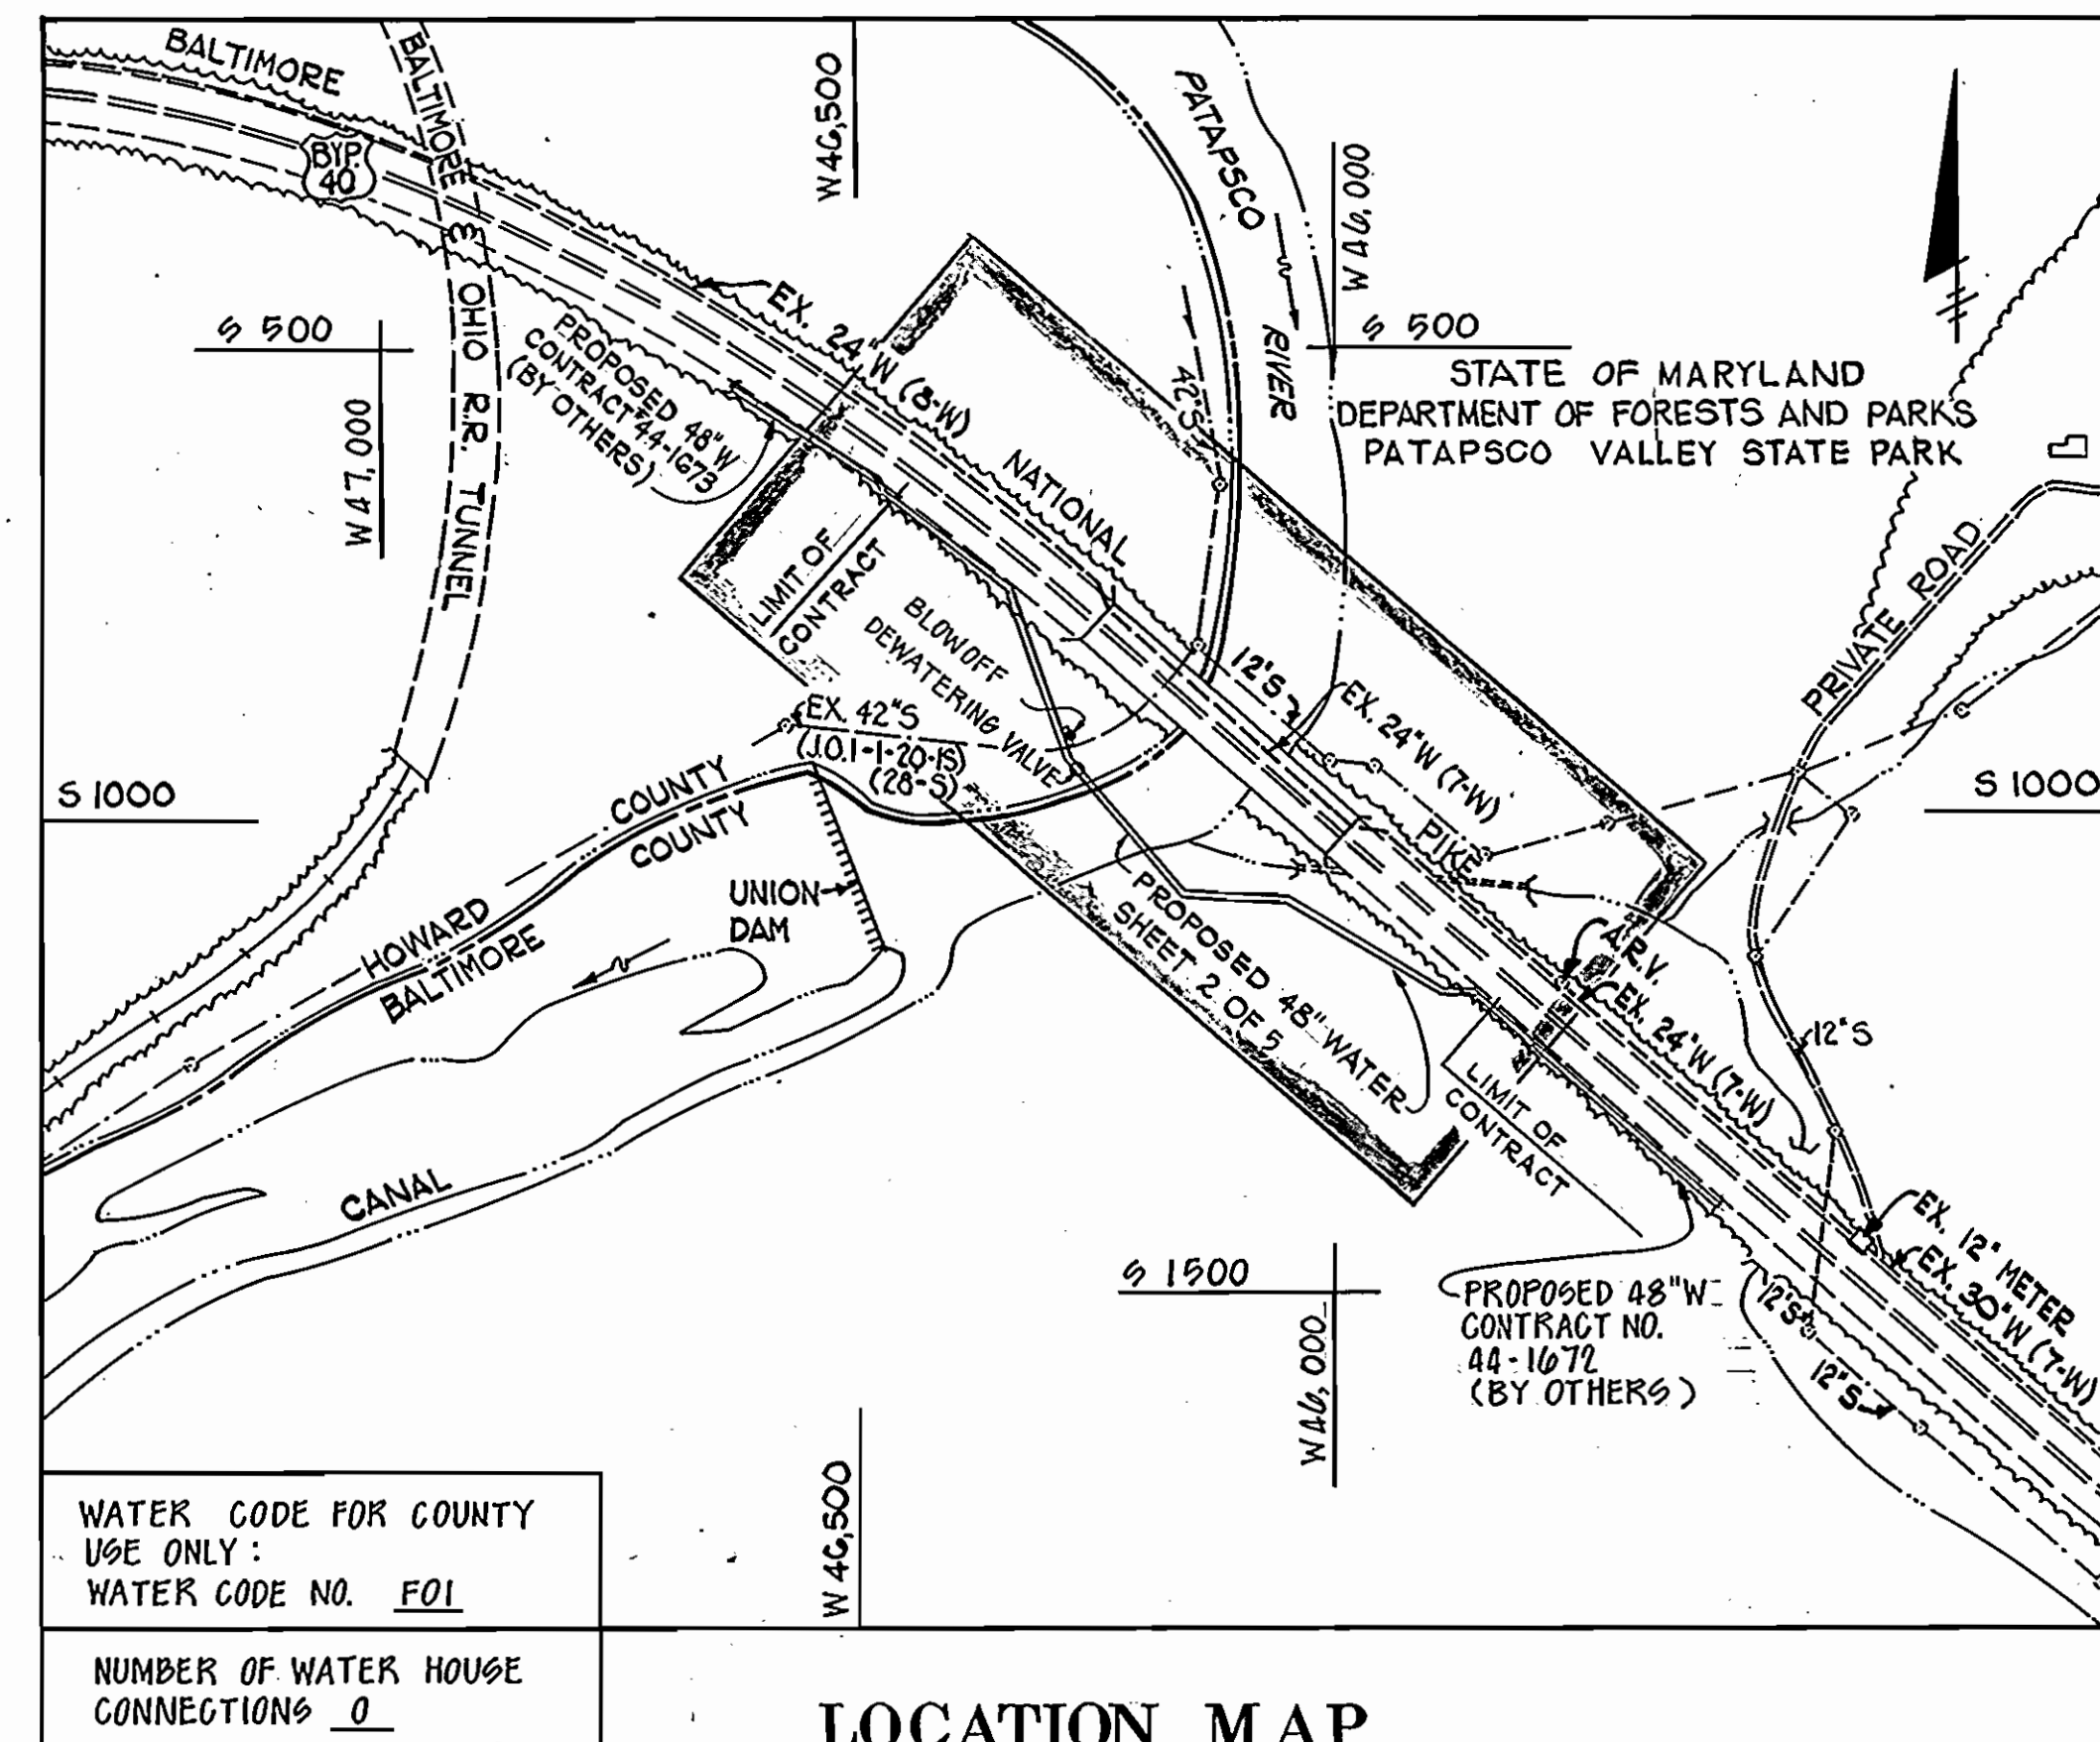 BALTIMORE
BALTIMORE & OHIO R.R. TUNNEL
BYP.
40
W46,500
PATAPSCO RIVER
W 46,000
S 500
S 500
W 47,000
STATE OF MARYLAND
DEPARTMENT OF FORESTS AND PARKS
PATAPSCO VALLEY STATE PARK
EX. 24"W (8-W)
PROPOSED 48"W
CONTRACT #44-1673
(BY OTHERS)
42"S
NATIONAL
PIKE
LIMIT OF
CONTRACT
BLOWOFF
DEWATERING VALVE
12"S
EX. 24"W (7-W)
PRIVATE ROAD
EX. 42"S
(J.O. 1-1-20-1S)
(28-S)
S 1000
S 1000
HOWARD COUNTY
BALTIMORE COUNTY
UNION
DAM
PROPOSED 48" WATER
SHEET 2 OF 5
A.R.V.
EX. 24"W (7-W)
12"S
LIMIT OF
CONTRACT
CANAL
EX. 12" METER
EX. 30"W (7-W)
S 1500
W46,000
PROPOSED 48"W
CONTRACT NO.
44-1672
(BY OTHERS)
12"S
12"S
W 46,500
WATER CODE FOR COUNTY
USE ONLY :
WATER CODE NO. F01
NUMBER OF WATER HOUSE
CONNECTIONS 0
LOCATION MAP